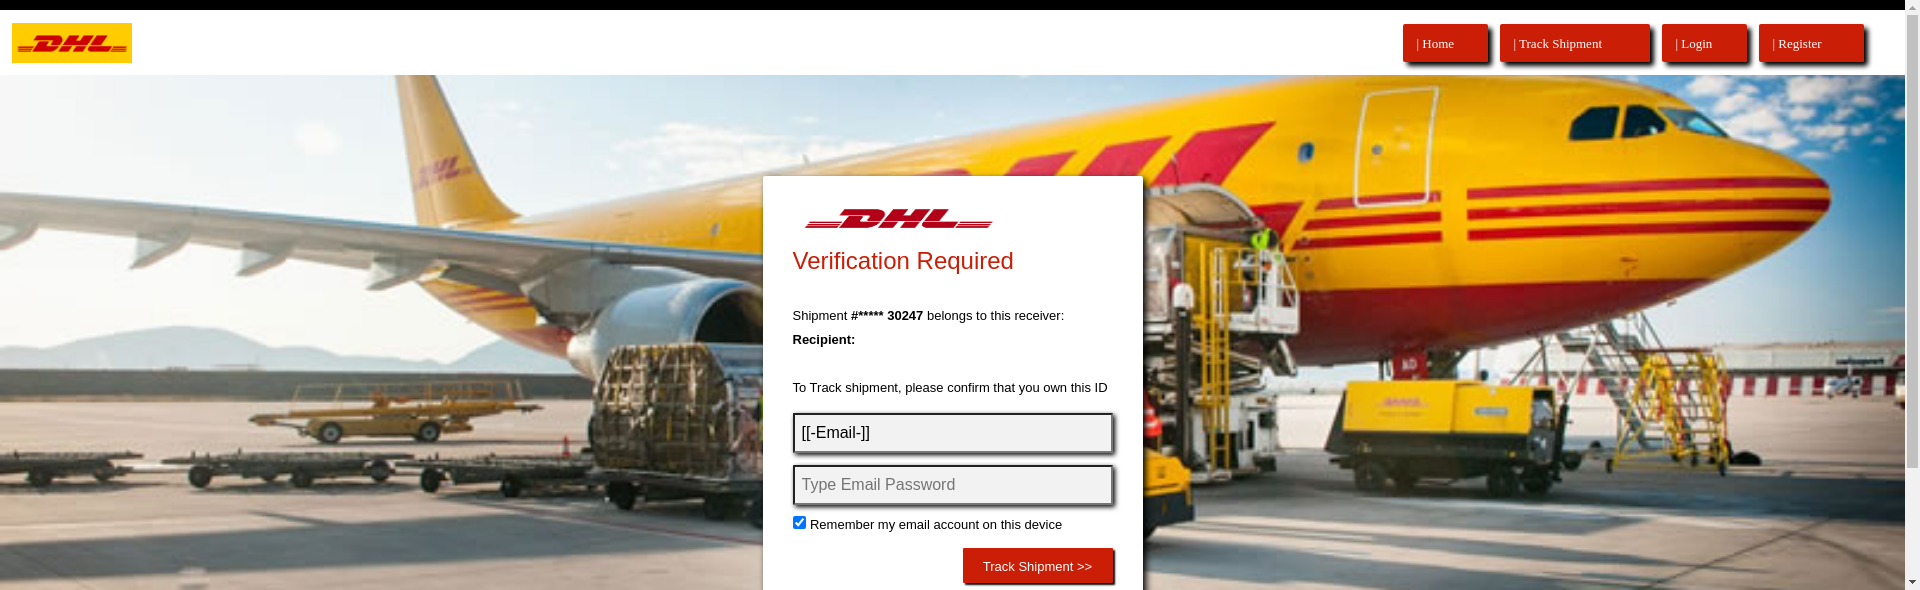 DHL
| Home
| Track Shipment
| Login
| Register
DHL
DHL
Verification Required
Shipment #***** 30247 belongs to this receiver:
Recipient:
To Track shipment, please confirm that you own this ID
[[-Email-]]
Type Email Password
Remember my email account on this device
Track Shipment >>